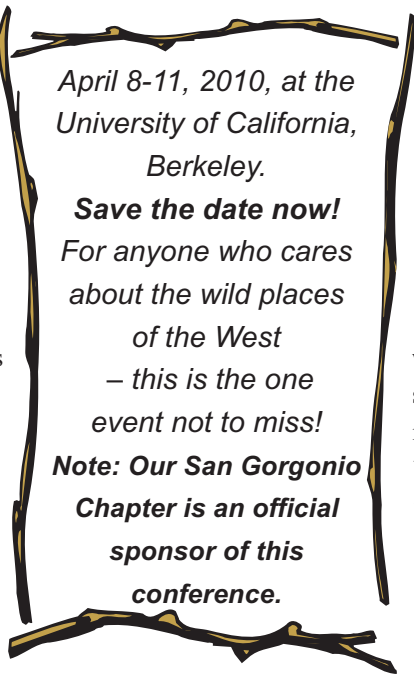 April 8-11, 2010, at the
University of California,
Berkeley.
Save the date now!
For anyone who cares
about the wild places
of the West
– this is the one
event not to miss!
Note: Our San Gorgonio
Chapter is an official
sponsor of this
conference.